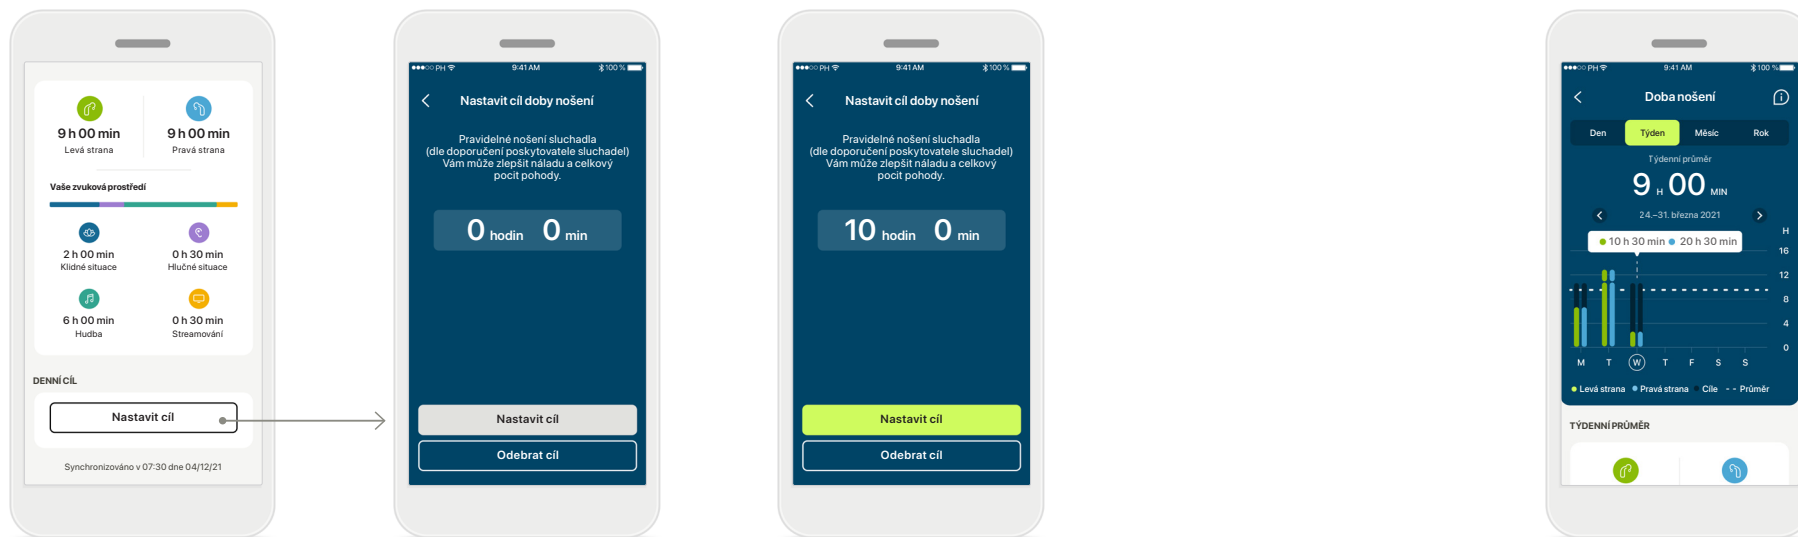 9 h 00 min
Levá strana
9 h 00 min
Pravá strana
Vaše zvuková prostředí
2 h 00 min
Klidné situace
0 h 30 min
Hlučné situace
6 h 00 min
Hudba
0 h 30 min
Streamování
DENNÍ CÍL
Nastavit cíl
Synchronizováno v 07:30 dne 04/12/21
PH 9:41 AM 100 %
Nastavit cíl doby nošení
Pravidelné nošení sluchadla
(dle doporučení poskytovatele sluchadel)
Vám může zlepšit náladu a celkový
pocit pohody.
0 hodin 0 min
Nastavit cíl
Odebrat cíl
PH 9:41 AM 100 %
Nastavit cíl doby nošení
Pravidelné nošení sluchadla
(dle doporučení poskytovatele sluchadel)
Vám může zlepšit náladu a celkový
pocit pohody.
10 hodin 0 min
Nastavit cíl
Odebrat cíl
PH 9:41 AM 100 %
Doba nošení
Den Týden Měsíc Rok
Týdenní průměr
9 H 00 MIN
24.–31. března 2021
H
10 h 30 min 20 h 30 min
16
12
8
4
0
M T W T F S S
Levá strana Pravá strana Cíle - - Průměr
TÝDENNÍ PRŮMĚR